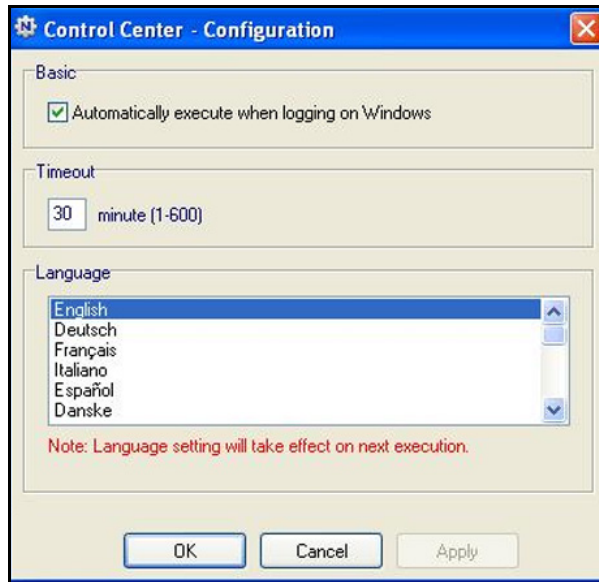 Control Center - Configuration
Basic
Automatically execute when logging on Windows
Timeout
30 minute (1-600)
Language
English
Deutsch
Français
Italiano
Español
Danske
Note: Language setting will take effect on next execution.
OK Cancel Apply